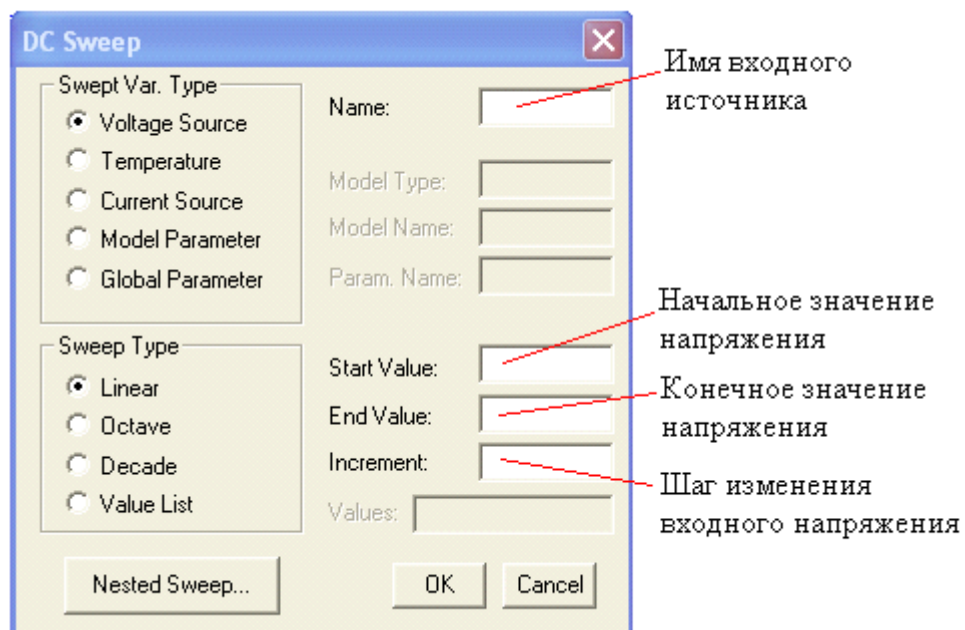 DC Sweep
Swept Var. Type
Voltage Source
Temperature
Current Source
Model Parameter
Global Parameter
Name:
Model Type:
Model Name:
Param. Name:
Sweep Type
Linear
Octave
Decade
Value List
Start Value:
End Value:
Increment:
Values:
Nested Sweep...
OK
Cancel
Имя входного
источника
Начальное значение
напряжения
Конечное значение
напряжения
Шаг изменения
входного напряжения